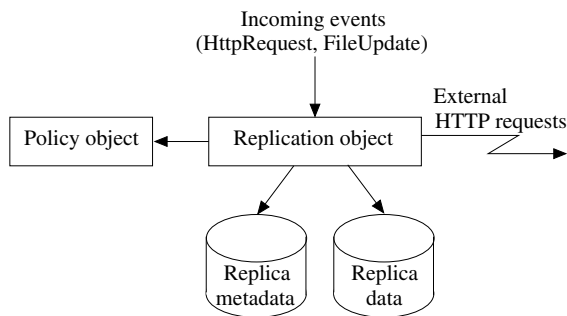 Incoming events
(HttpRequest, FileUpdate)
External
HTTP requests
Policy object
Replication object
Replica
metadata
Replica
data